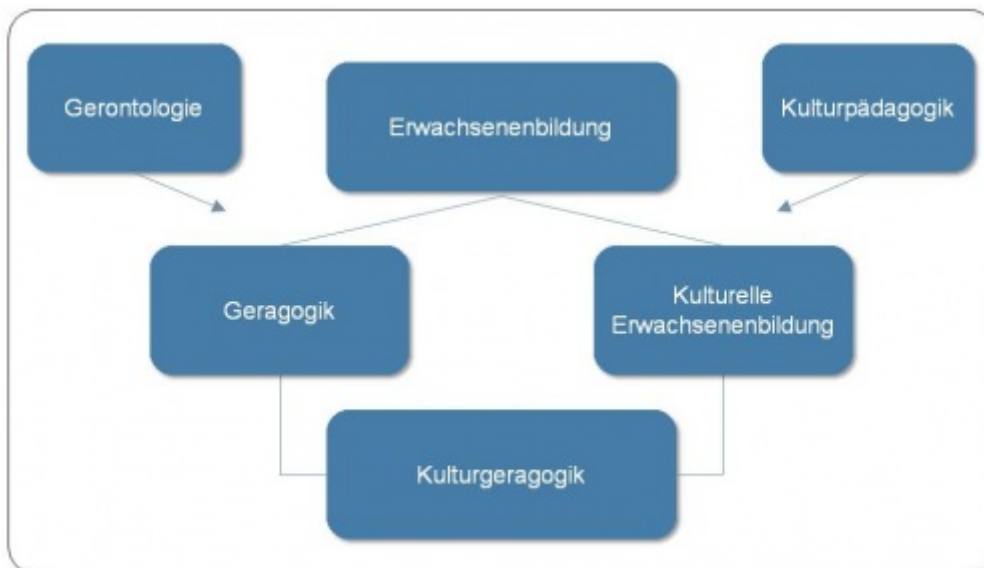 Gerontologie
Erwachsenenbildung
Kulturpädagogik
Geragogik
Kulturelle
Erwachsenenbildung
Kulturgeragogik